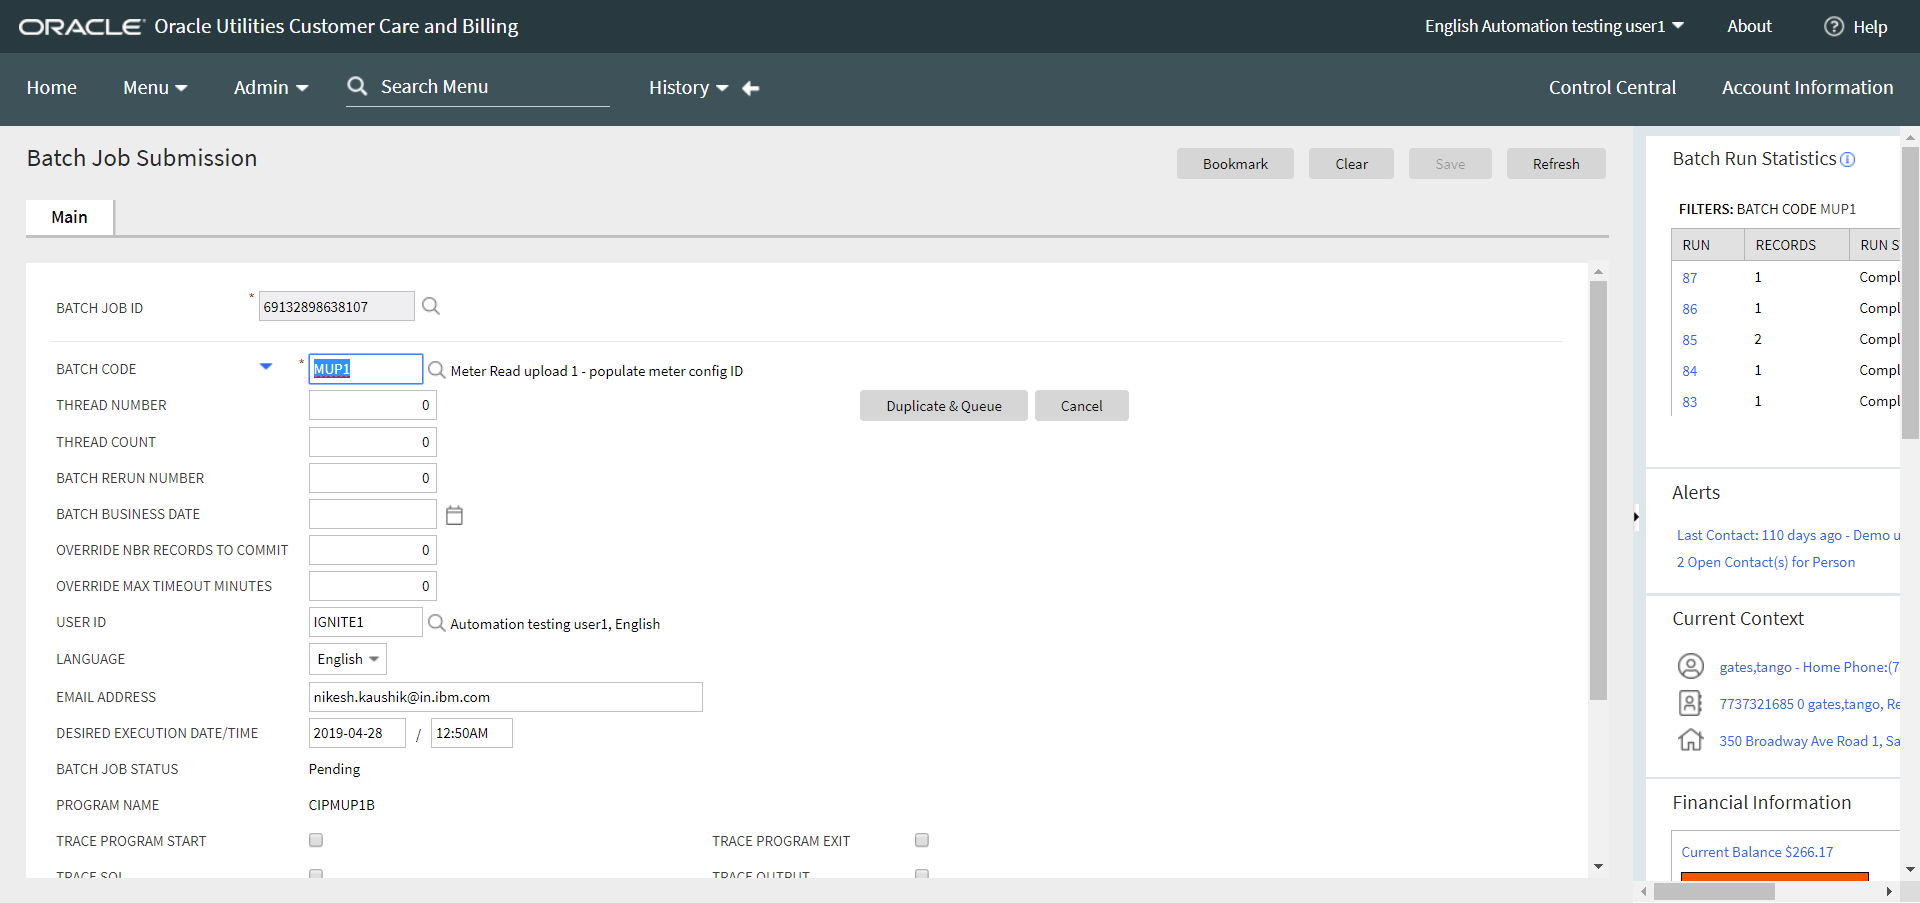 ORACLE Oracle Utilities Customer Care and Billing
English Automation testing user1 About ? Help
Home Menu Admin Search Menu History Control Central Account Information
Batch Job Submission
Bookmark Clear Save Refresh
Main
BATCH JOB ID * 69132898638107
BATCH CODE * MUP1 Meter Read upload 1 - populate meter config ID
THREAD NUMBER 0 Duplicate & Queue Cancel
THREAD COUNT 0
BATCH RERUN NUMBER 0
BATCH BUSINESS DATE
OVERRIDE NBR RECORDS TO COMMIT 0
OVERRIDE MAX TIMEOUT MINUTES 0
USER ID IGNITE1 Automation testing user1, English
LANGUAGE English
EMAIL ADDRESS nikesh.kaushik@in.ibm.com
DESIRED EXECUTION DATE/TIME 2019-04-28 / 12:50AM
BATCH JOB STATUS Pending
PROGRAM NAME CIPMUP1B
TRACE PROGRAM START TRACE PROGRAM EXIT
TRACE SQL TRACE OUTPUT
Batch Run Statistics
FILTERS: BATCH CODE MUP1
RUN RECORDS RUN S
87 1 Compl
86 1 Compl
85 2 Compl
84 1 Compl
83 1 Compl
Alerts
Last Contact: 110 days ago - Demo u
2 Open Contact(s) for Person
Current Context
gates,tango - Home Phone:(7
7737321685 0 gates,tango, Re
350 Broadway Ave Road 1, Sa
Financial Information
Current Balance $266.17